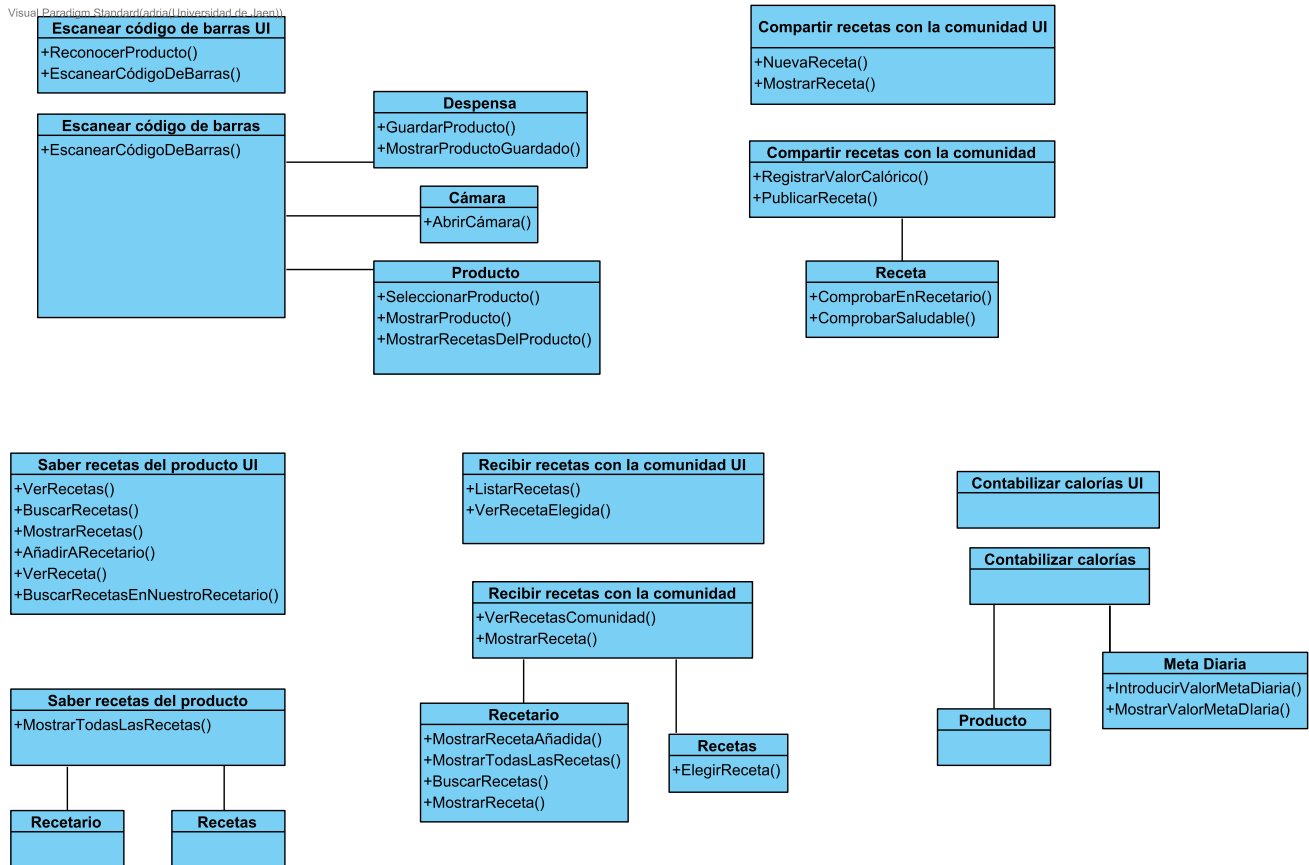 Visual Paradigm Standard(adria(Universidad de Jaen))
Escanear código de barras UI
+ReconocerProducto()
+EscanearCódigoDeBarras()
Escanear código de barras
+EscanearCódigoDeBarras()
Despensa
+GuardarProducto()
+MostrarProductoGuardado()
Cámara
+AbrirCámara()
Producto
+SeleccionarProducto()
+MostrarProducto()
+MostrarRecetasDelProducto()
Compartir recetas con la comunidad UI
+NuevaReceta()
+MostrarReceta()
Compartir recetas con la comunidad
+RegistrarValorCalórico()
+PublicarReceta()
Receta
+ComprobarEnRecetario()
+ComprobarSaludable()
Saber recetas del producto UI
+VerRecetas()
+BuscarRecetas()
+MostrarRecetas()
+AñadirARecetario()
+VerReceta()
+BuscarRecetasEnNuestroRecetario()
Saber recetas del producto
+MostrarTodasLasRecetas()
Recetario
Recetas
Recibir recetas con la comunidad UI
+ListarRecetas()
+VerRecetaElegida()
Recibir recetas con la comunidad
+VerRecetasComunidad()
+MostrarReceta()
Recetario
+MostrarRecetaAñadida()
+MostrarTodasLasRecetas()
+BuscarRecetas()
+MostrarReceta()
Recetas
+ElegirReceta()
Contabilizar calorías UI
Contabilizar calorías
Meta Diaria
+IntroducirValorMetaDiaria()
+MostrarValorMetaDIaria()
Producto